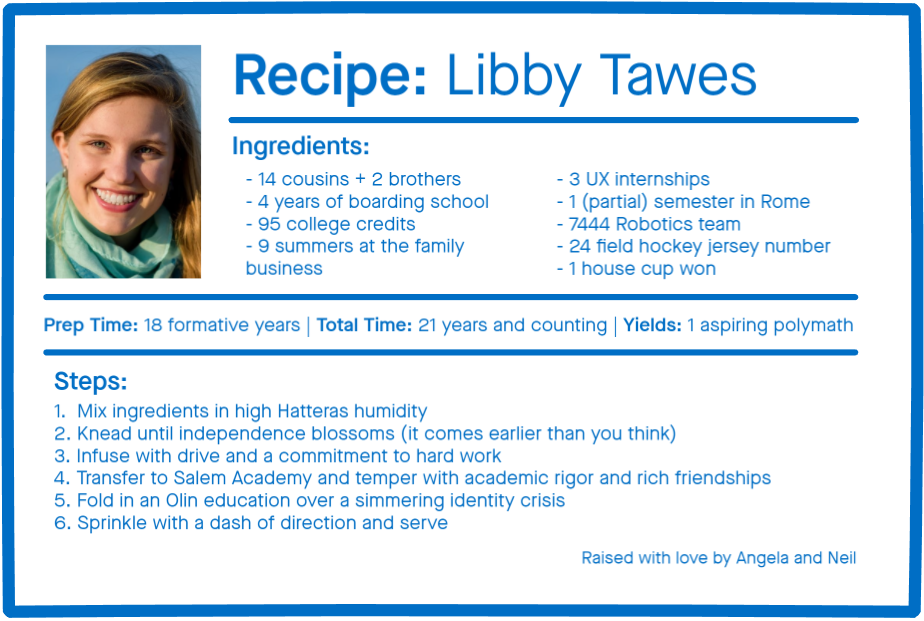 Recipe: Libby Tawes
Ingredients:
- 14 cousins + 2 brothers
- 4 years of boarding school
- 95 college credits
- 9 summers at the family
business
- 3 UX internships
- 1 (partial) semester in Rome
- 7444 Robotics team
- 24 field hockey jersey number
- 1 house cup won
Prep Time: 18 formative years | Total Time: 21 years and counting | Yields: 1 aspiring polymath
Steps:
1. Mix ingredients in high Hatteras humidity
2. Knead until independence blossoms (it comes earlier than you think)
3. Infuse with drive and a commitment to hard work
4. Transfer to Salem Academy and temper with academic rigor and rich friendships
5. Fold in an Olin education over a simmering identity crisis
6. Sprinkle with a dash of direction and serve
Raised with love by Angela and Neil